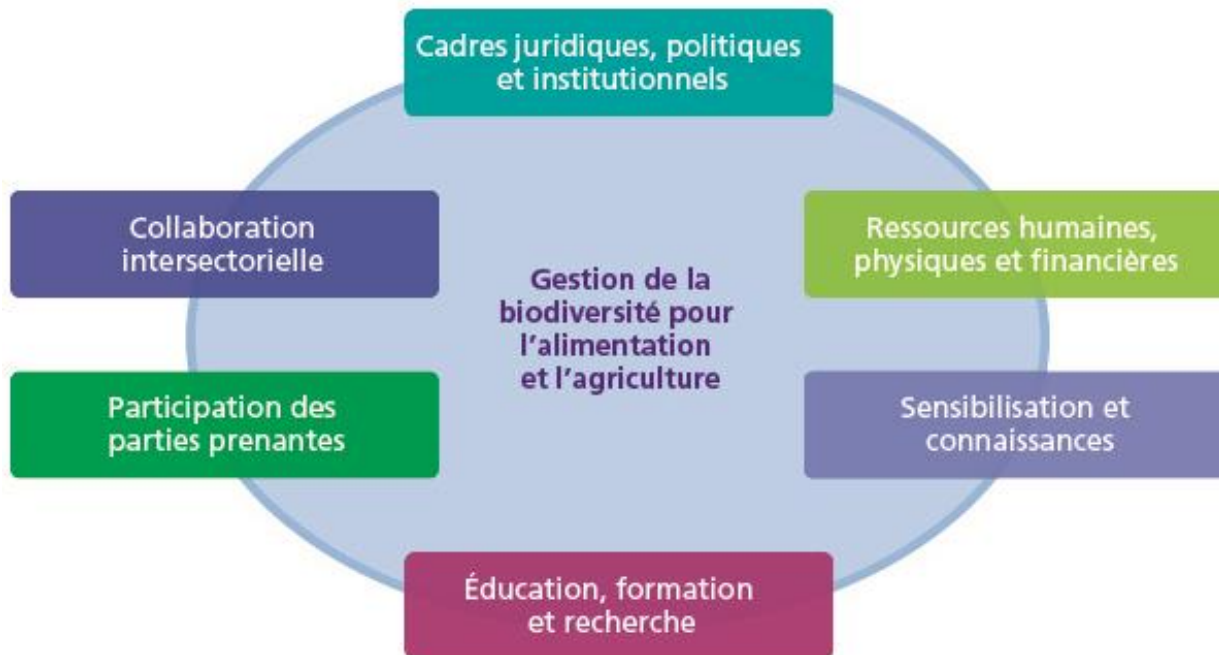 Cadres juridiques, politiques
et institutionnels
Collaboration
intersectorielle
Ressources humaines,
physiques et financières
Gestion de la
biodiversité pour
l'alimentation
et l'agriculture
Participation des
parties prenantes
Sensibilisation et
connaissances
Éducation, formation
et recherche